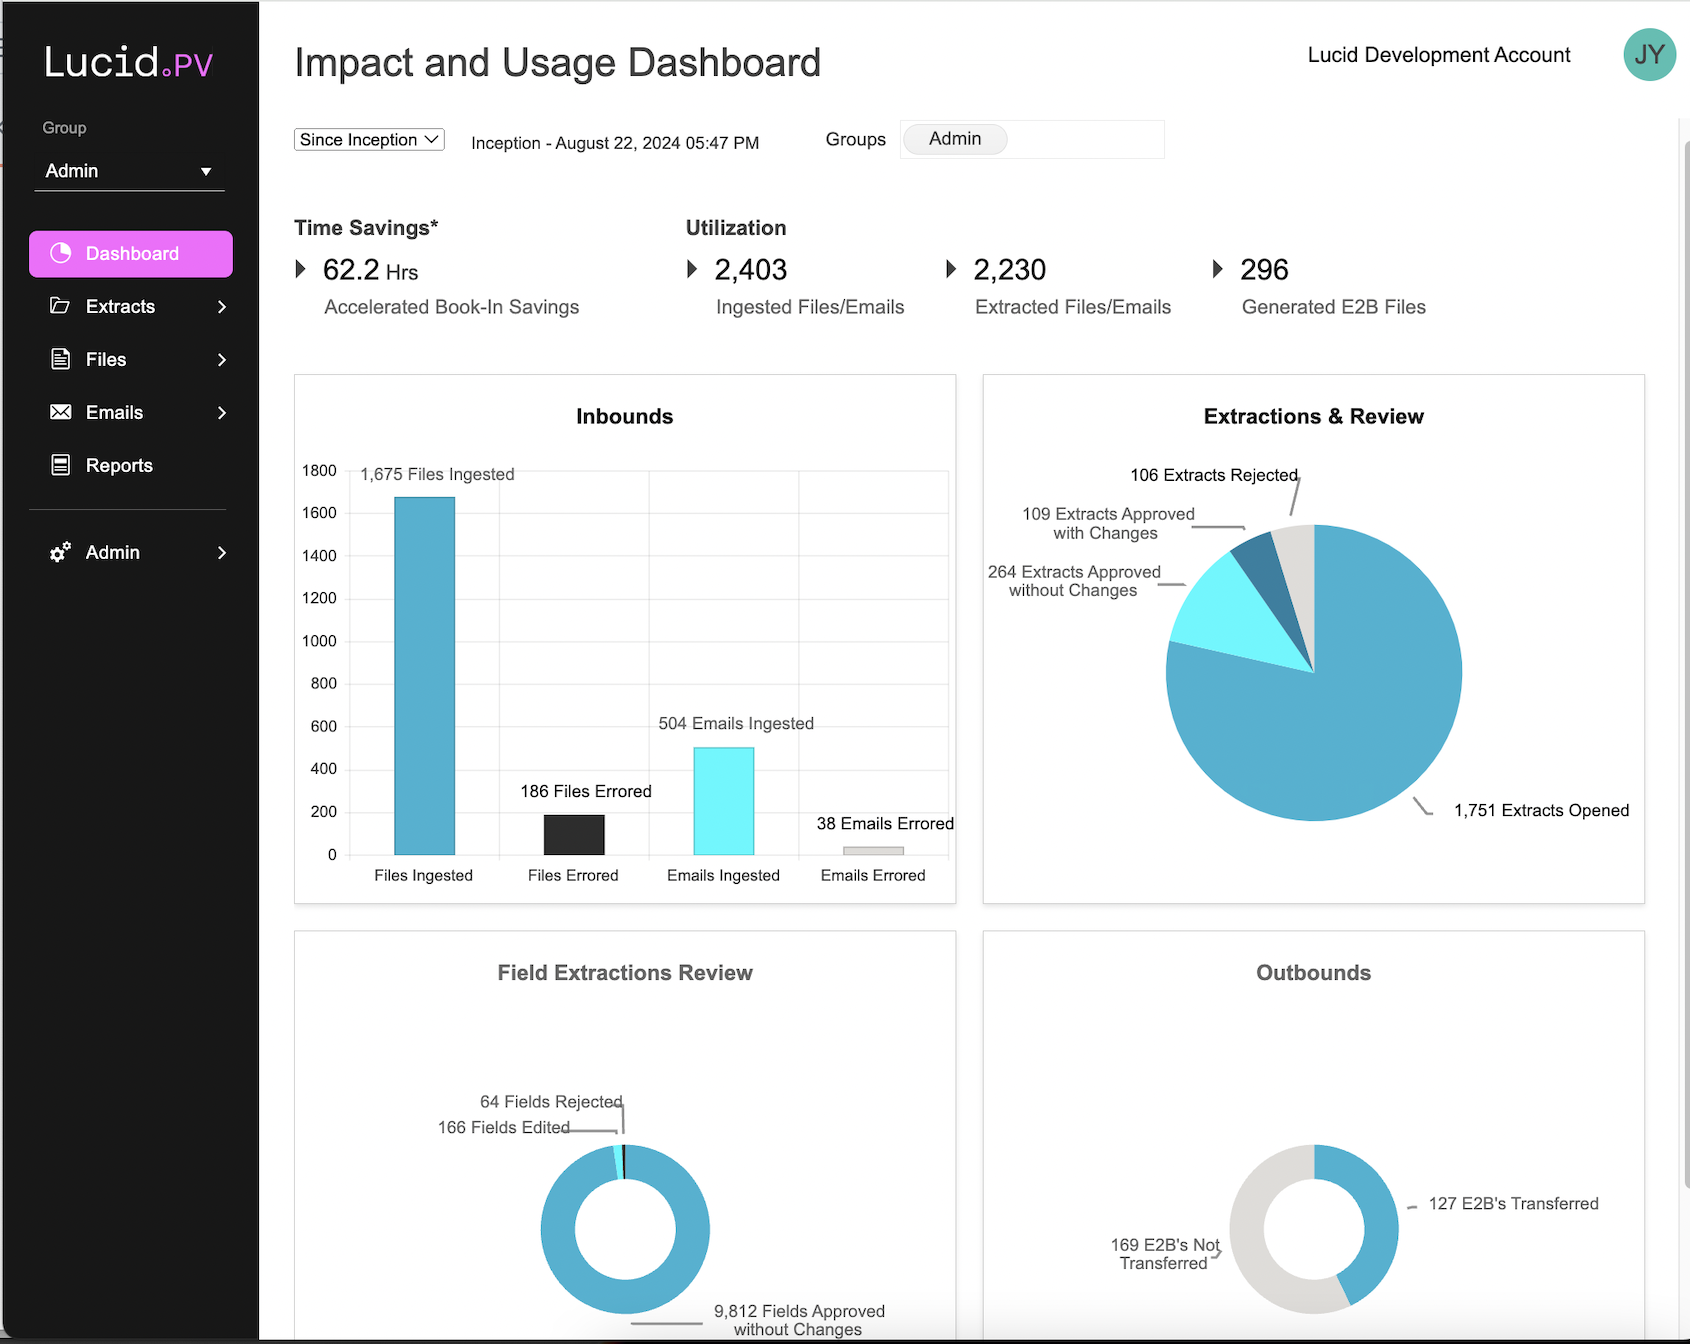 Lucid.PV
Group
Admin
Dashboard
Extracts
Files
Emails
Reports
Admin
Impact and Usage Dashboard
Lucid Development Account
JY
Since Inception
Inception - August 22, 2024 05:47 PM
Groups
Admin
Time Savings*
62.2 Hrs
Accelerated Book-In Savings
Utilization
2,403
Ingested Files/Emails
2,230
Extracted Files/Emails
296
Generated E2B Files
Inbounds
1800
1600
1400
1200
1000
800
600
400
200
0
1,675 Files Ingested
186 Files Errored
504 Emails Ingested
38 Emails Errored
Files Ingested
Files Errored
Emails Ingested
Emails Errored
Extractions & Review
106 Extracts Rejected
109 Extracts Approved
with Changes
264 Extracts Approved
without Changes
1,751 Extracts Opened
Field Extractions Review
64 Fields Rejected
166 Fields Edited
9,812 Fields Approved
without Changes
Outbounds
127 E2B's Transferred
169 E2B's Not
Transferred